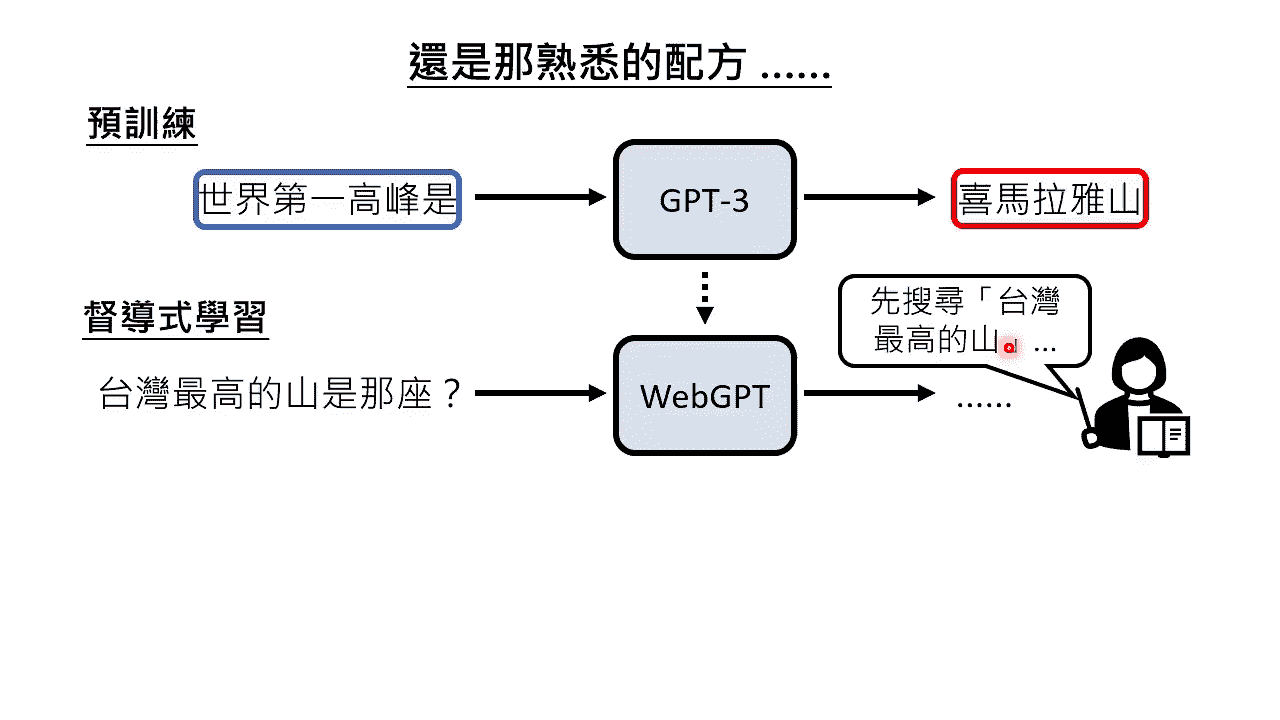 還是那熟悉的配方 ......
預訓練
世界第一高峰是
GPT-3
喜馬拉雅山
督導式學習
先搜尋「台灣
最高的山」...
台灣最高的山是那座？
WebGPT
......